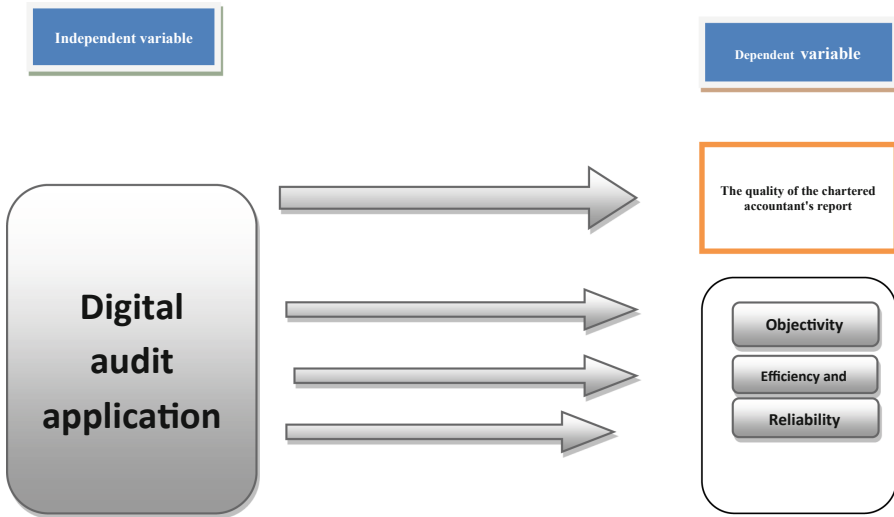 Independent variable
Dependent variable
The quality of the chartered
accountant's report
Digital
audit
application
Objectivity
Efficiency and
Reliability